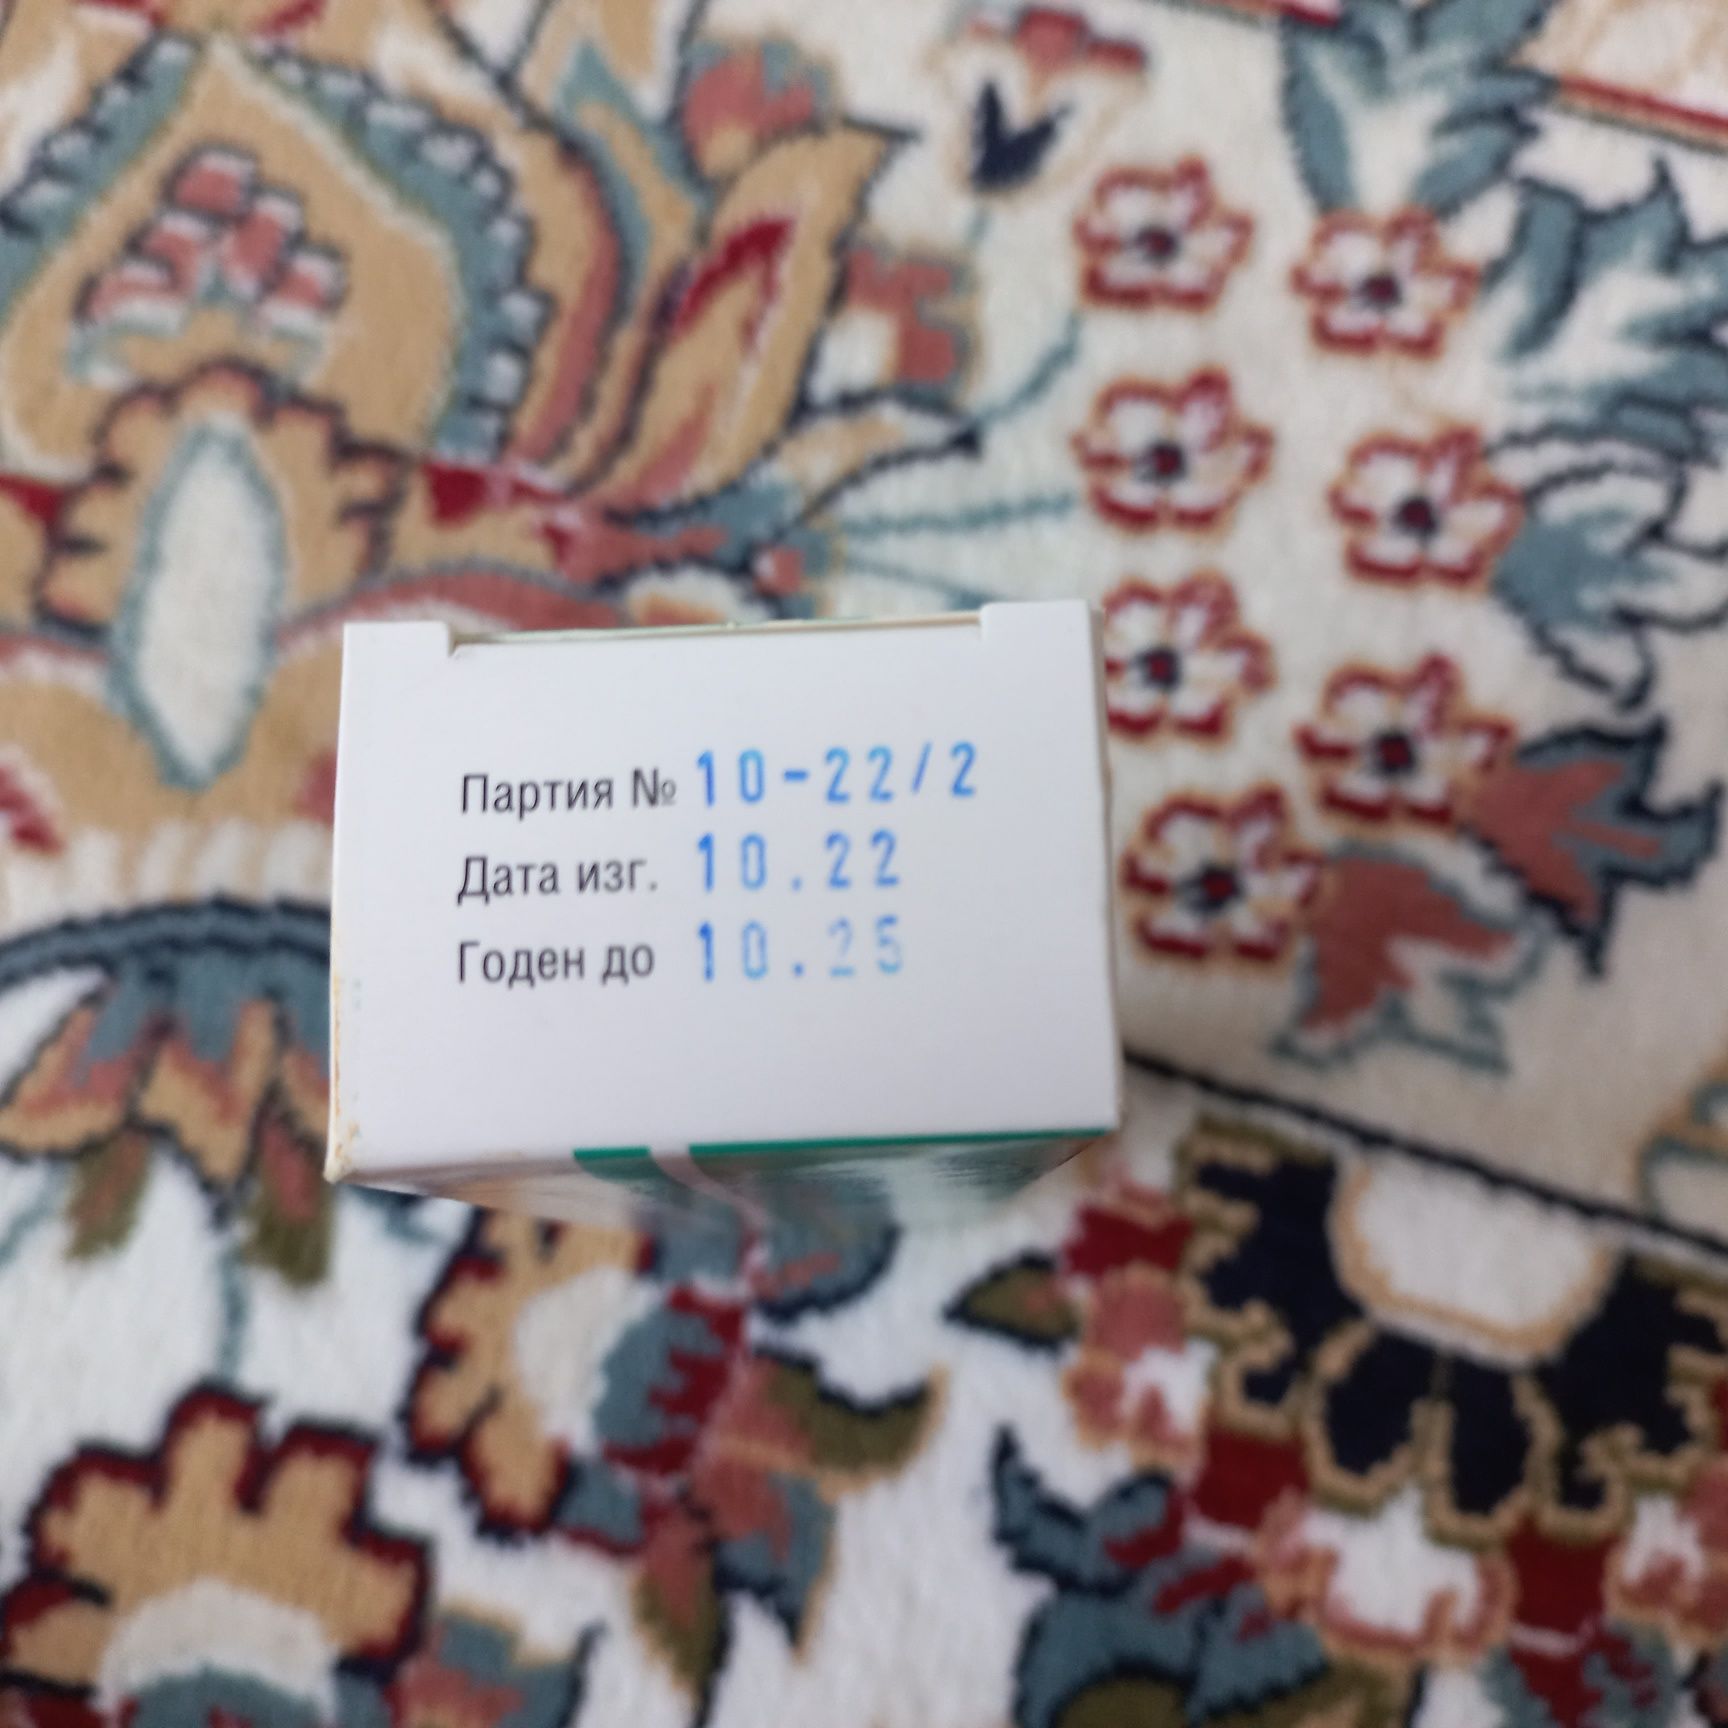 Партия № 10-22/2
Дата изг. 10.22
Годен до 10.25